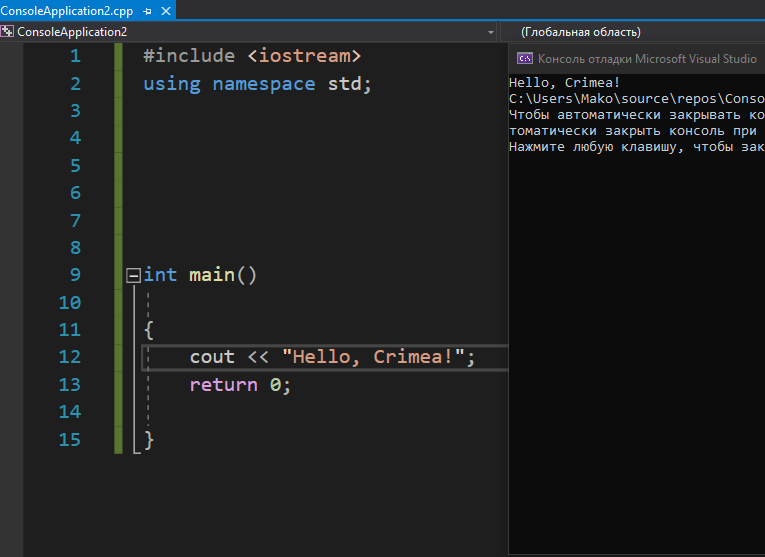 ConsoleApplication2.cpp
ConsoleApplication2
(Глобальная область)
1 #include <iostream>
2 using namespace std;
3
4
5
6
7
8
9 int main()
10
11 {
12 cout << "Hello, Crimea!";
13 return 0;
14
15 }
Консоль отладки Microsoft Visual Studio
Hello, Crimea!
C:\Users\Mako\source\repos\Conso
Чтобы автоматически закрывать ко
томатически закрыть консоль при
Нажмите любую клавишу, чтобы зак